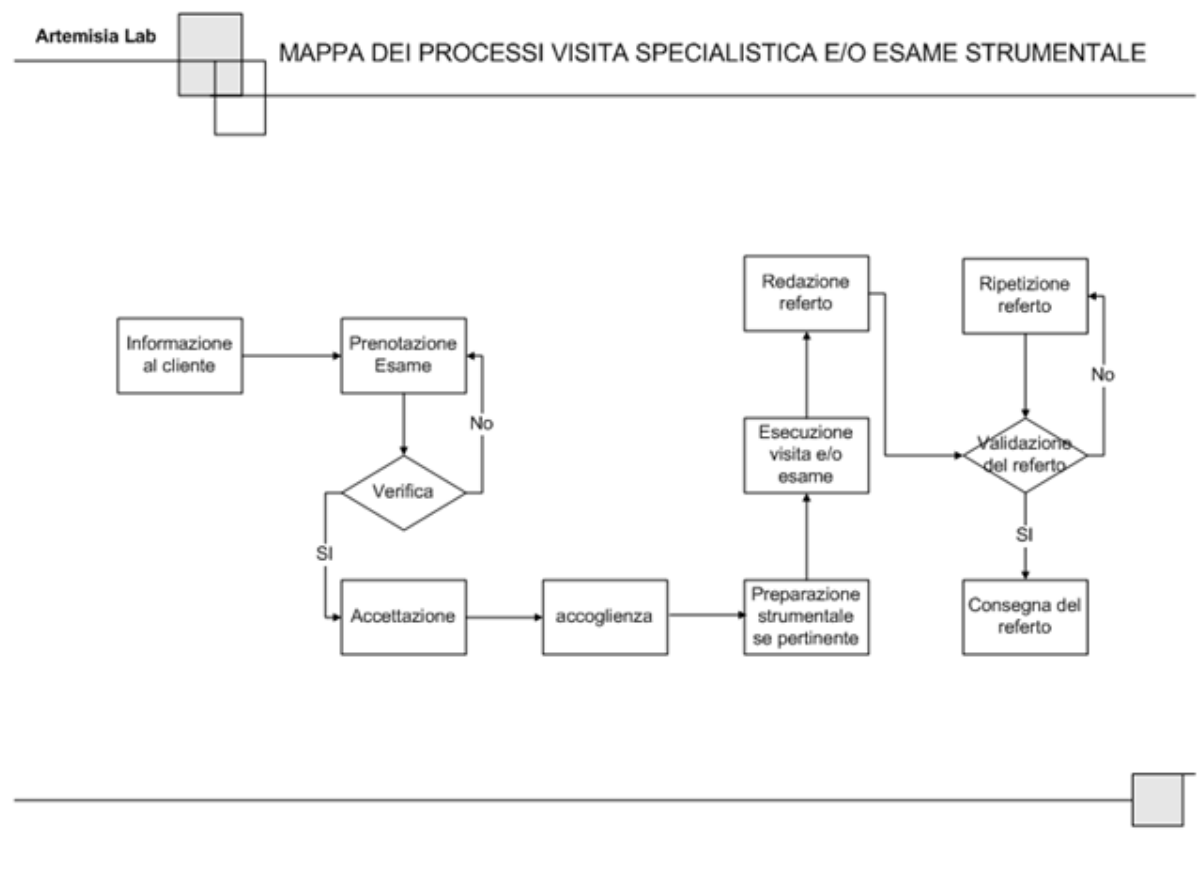 Artemisia Lab
MAPPA DEI PROCESSI VISITA SPECIALISTICA E/O ESAME STRUMENTALE
Informazione
al cliente
Prenotazione
Esame
No
Verifica
SI
Accettazione
accoglienza
Preparazione
strumentale
se pertinente
Esecuzione
visita e/o
esame
Redazione
referto
Ripetizione
referto
No
Validazione
del referto
SI
Consegna del
referto